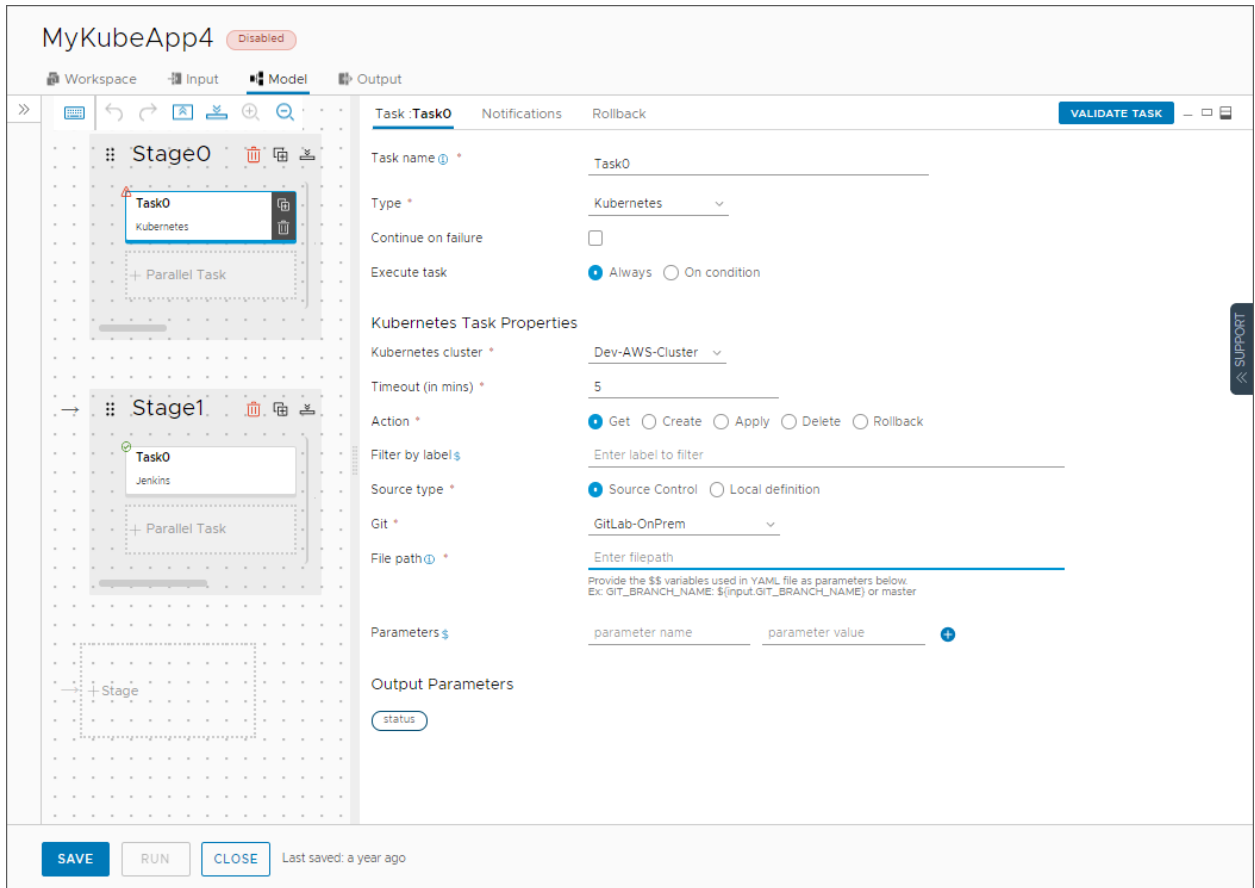 MyKubeApp4 Disabled
Workspace Input Model Output
Task :Task0 Notifications Rollback VALIDATE TASK
Stage0
Task0
Kubernetes
+ Parallel Task
Stage1
Task0
Jenkins
+ Parallel Task
+ Stage
Task name * Task0
Type * Kubernetes
Continue on failure
Execute task Always On condition
Kubernetes Task Properties
Kubernetes cluster * Dev-AWS-Cluster
Timeout (in mins) * 5
Action * Get Create Apply Delete Rollback
Filter by label $ Enter label to filter
Source type * Source Control Local definition
Git * GitLab-OnPrem
File path * Enter filepath
Provide the $$ variables used in YAML file as parameters below.
Ex: GIT_BRANCH_NAME: ${input.GIT_BRANCH_NAME} or master
Parameters $ parameter name parameter value
Output Parameters
status
SUPPORT
SAVE RUN CLOSE Last saved: a year ago